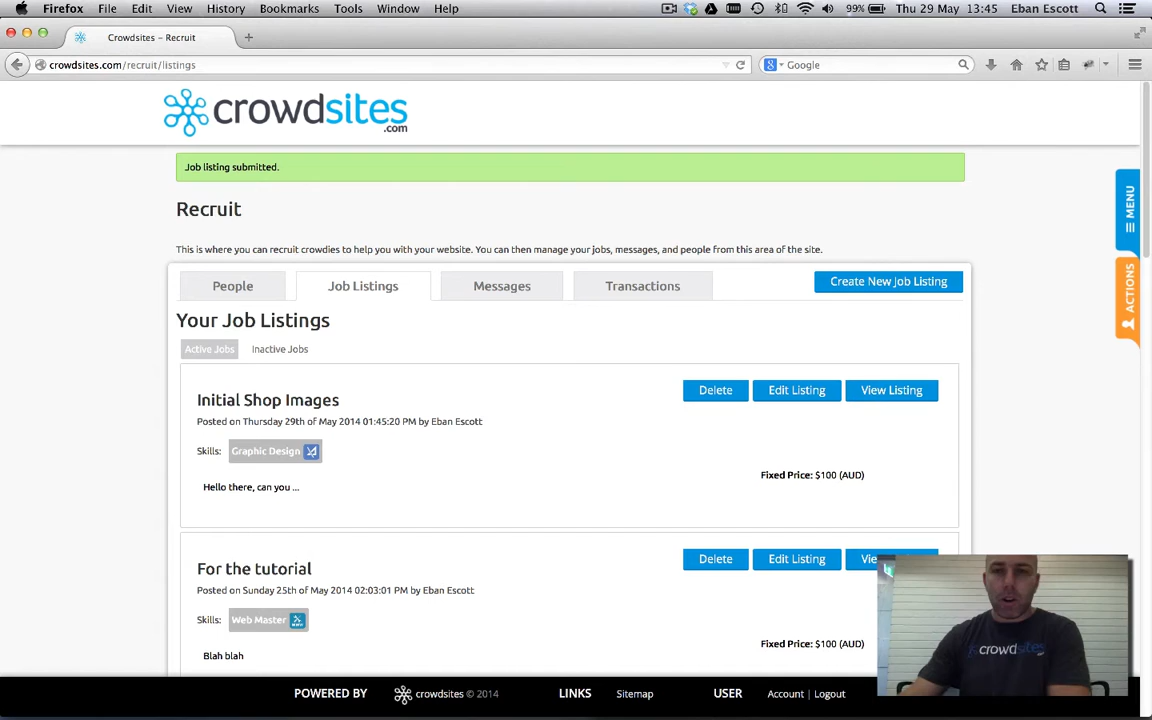 Firefox File Edit View History Bookmarks Tools Window Help 99% Thu 29 May 13:45 Eban Escott
Crowdsites – Recruit
crowdsites.com/recruit/listings Google
crowdsites
.com
Job listing submitted.
MENU
Recruit
This is where you can recruit crowdies to help you with your website. You can then manage your jobs, messages, and people from this area of the site.
ACTIONS
People Job Listings Messages Transactions Create New Job Listing
Your Job Listings
Active Jobs Inactive Jobs
Initial Shop Images Delete Edit Listing View Listing
Posted on Thursday 29th of May 2014 01:45:20 PM by Eban Escott
Skills: Graphic Design
Fixed Price: $100 (AUD)
Hello there, can you ...
For the tutorial Delete Edit Listing Vie
Posted on Sunday 25th of May 2014 02:03:01 PM by Eban Escott
Skills: Web Master
Fixed Price: $100 (AUD)
Blah blah
crowdsites
POWERED BY crowdsites © 2014 LINKS Sitemap USER Account | Logout